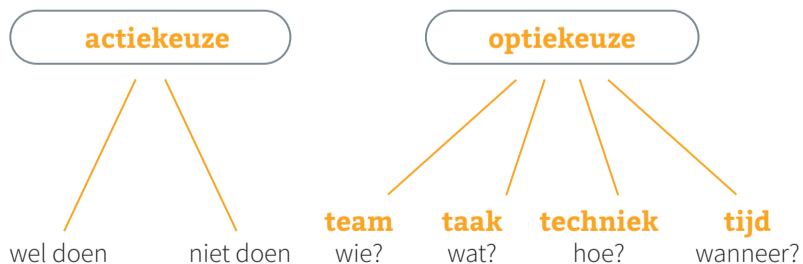 actiekeuze
optiekeuze
wel doen
niet doen
team
taak
techniek
tijd
wie?
wat?
hoe?
wanneer?